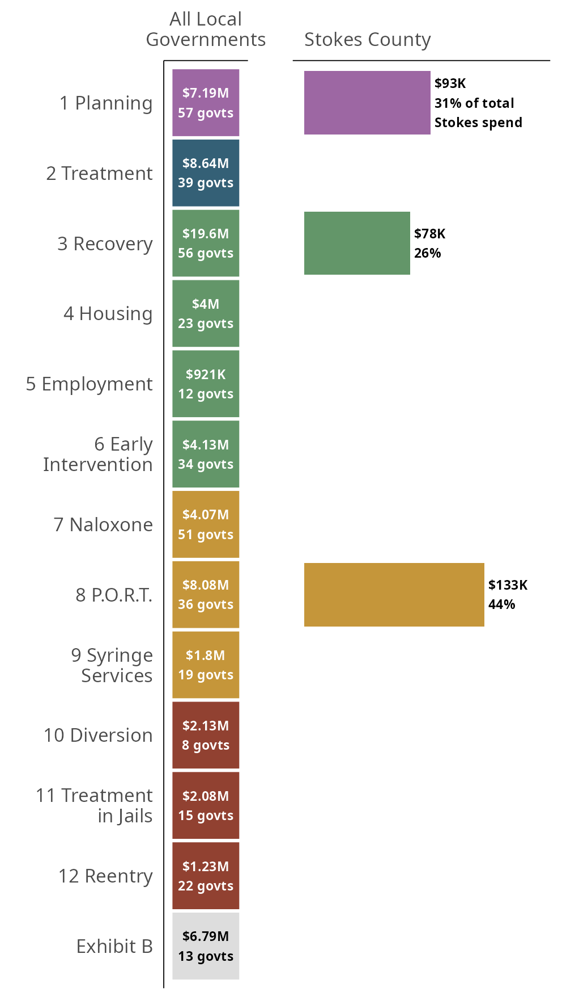 All Local
Governments
Stokes County
1 Planning
$7.19M
57 govts
$93K
31% of total
Stokes spend
2 Treatment
$8.64M
39 govts
3 Recovery
$19.6M
56 govts
$78K
26%
4 Housing
$4M
23 govts
5 Employment
$921K
12 govts
6 Early
Intervention
$4.13M
34 govts
7 Naloxone
$4.07M
51 govts
8 P.O.R.T.
$8.08M
36 govts
$133K
44%
9 Syringe
Services
$1.8M
19 govts
10 Diversion
$2.13M
8 govts
11 Treatment
in Jails
$2.08M
15 govts
12 Reentry
$1.23M
22 govts
Exhibit B
$6.79M
13 govts